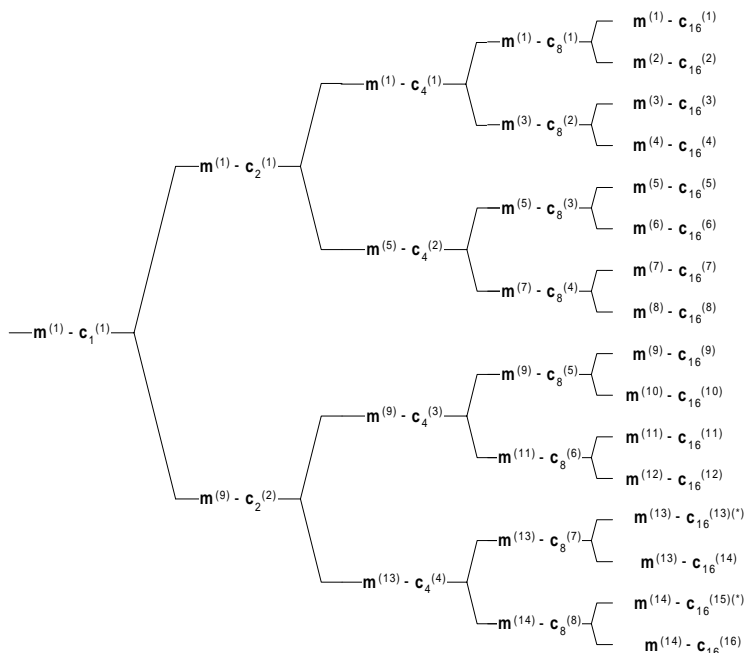 m(1) - c16(1)
m(1) - c8(1)
m(2) - c16(2)
m(1) - c4(1)
m(3) - c16(3)
m(3) - c8(2)
m(4) - c16(4)
m(1) - c2(1)
m(5) - c16(5)
m(5) - c8(3)
m(6) - c16(6)
m(5) - c4(2)
m(7) - c16(7)
m(7) - c8(4)
m(8) - c16(8)
m(1) - c1(1)
m(9) - c16(9)
m(9) - c8(5)
m(10) - c16(10)
m(9) - c4(3)
m(11) - c16(11)
m(11) - c8(6)
m(12) - c16(12)
m(9) - c2(2)
m(13) - c16(13)(*)
m(13) - c8(7)
m(13) - c16(14)
m(13) - c4(4)
m(14) - c16(15)(*)
m(14) - c8(8)
m(14) - c16(16)